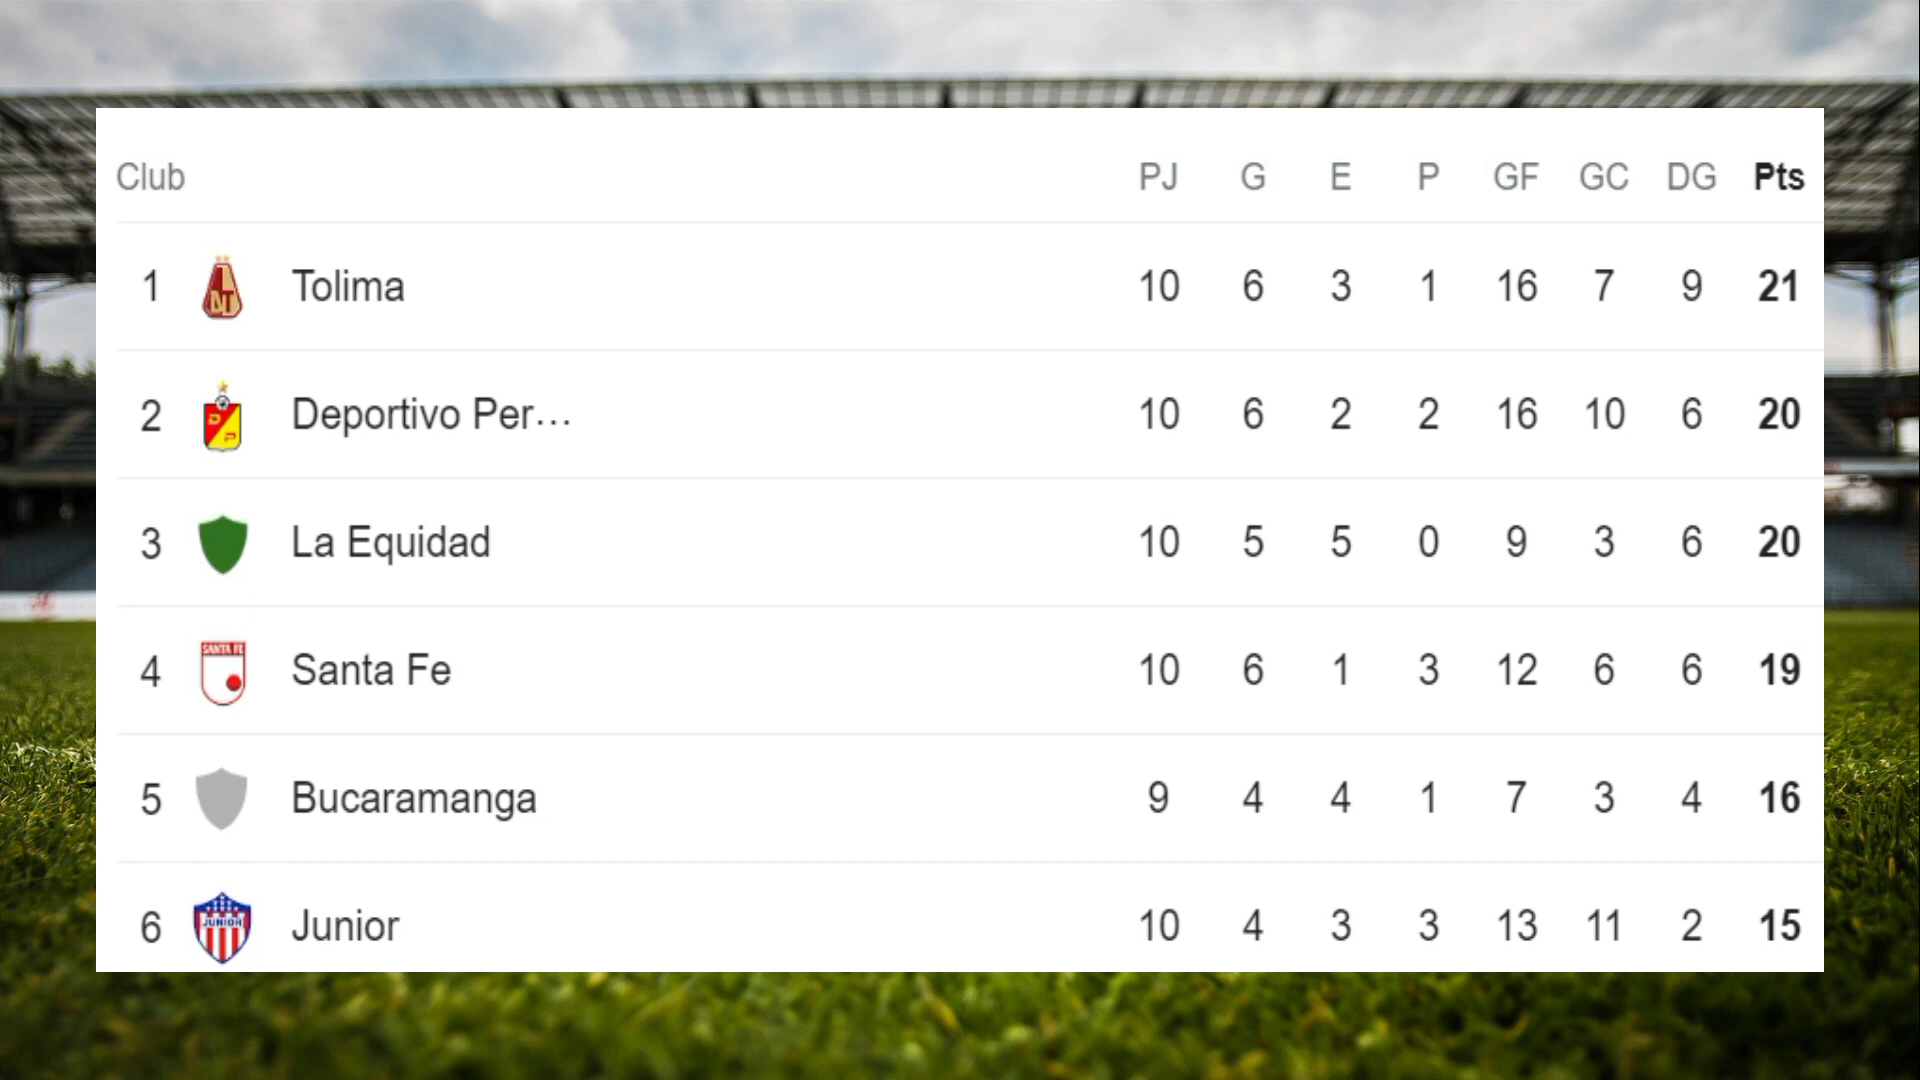 Club PJ G E P GF GC DG Pts
1 Tolima 10 6 3 1 16 7 9 21
2 Deportivo Per... 10 6 2 2 16 10 6 20
3 La Equidad 10 5 5 0 9 3 6 20
4 SANTA FE Santa Fe 10 6 1 3 12 6 6 19
5 Bucaramanga 9 4 4 1 7 3 4 16
6 JUNIOR Junior 10 4 3 3 13 11 2 15